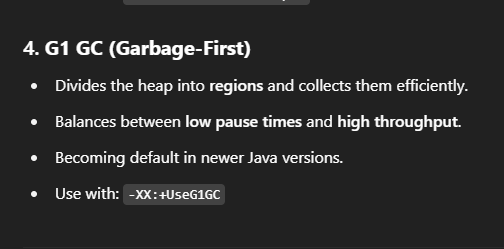 4. G1 GC (Garbage-First)
• Divides the heap into regions and collects them efficiently.
• Balances between low pause times and high throughput.
• Becoming default in newer Java versions.
• Use with: -XX:+UseG1GC